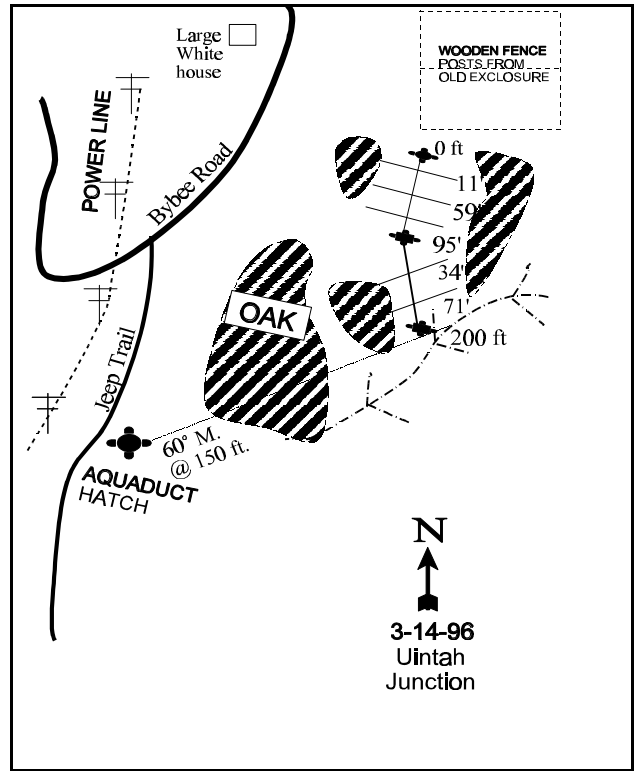 Large
White
house
WOODEN FENCE
POSTS FROM
OLD EXCLOSURE
POWER LINE
Bybee Road
0 ft
11'
59'
95'
34'
71'
200 ft
OAK
Jeep Trail
60° M.
@ 150 ft.
AQUADUCT
HATCH
N
3-14-96
Uintah
Junction